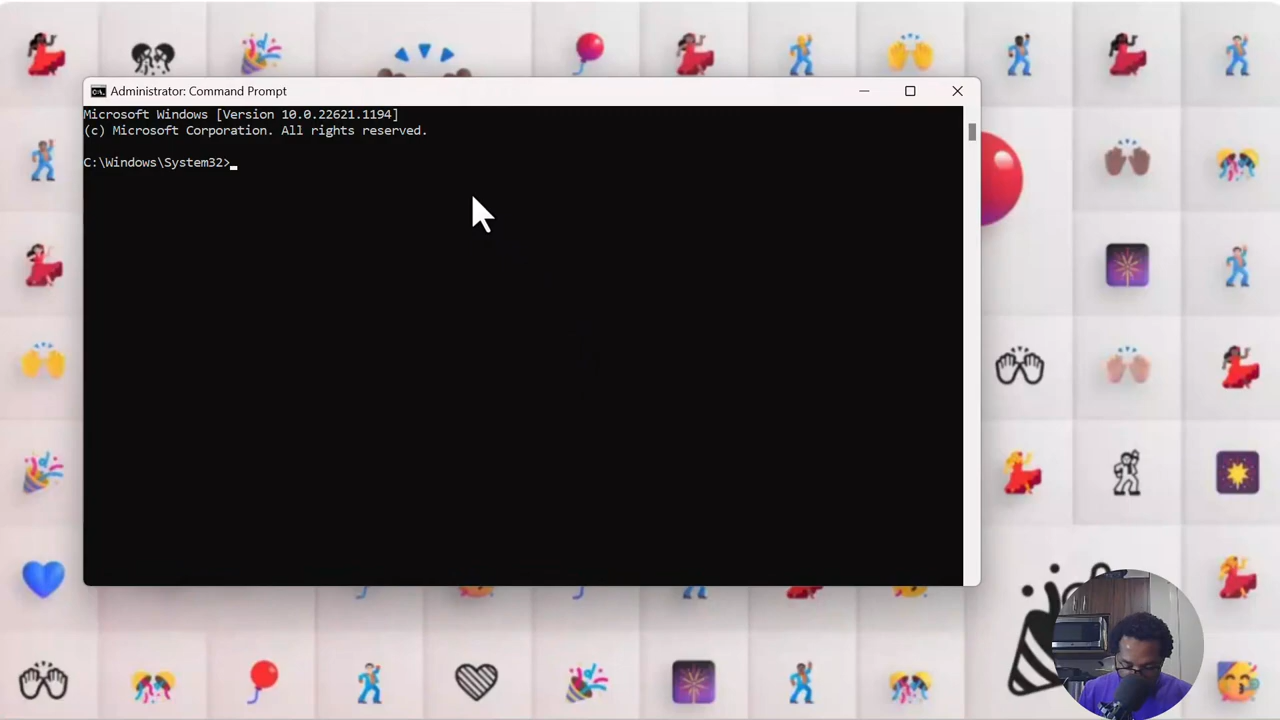 Administrator: Command Prompt
Microsoft Windows [Version 10.0.22621.1194]
(c) Microsoft Corporation. All rights reserved.
C:\Windows\System32>